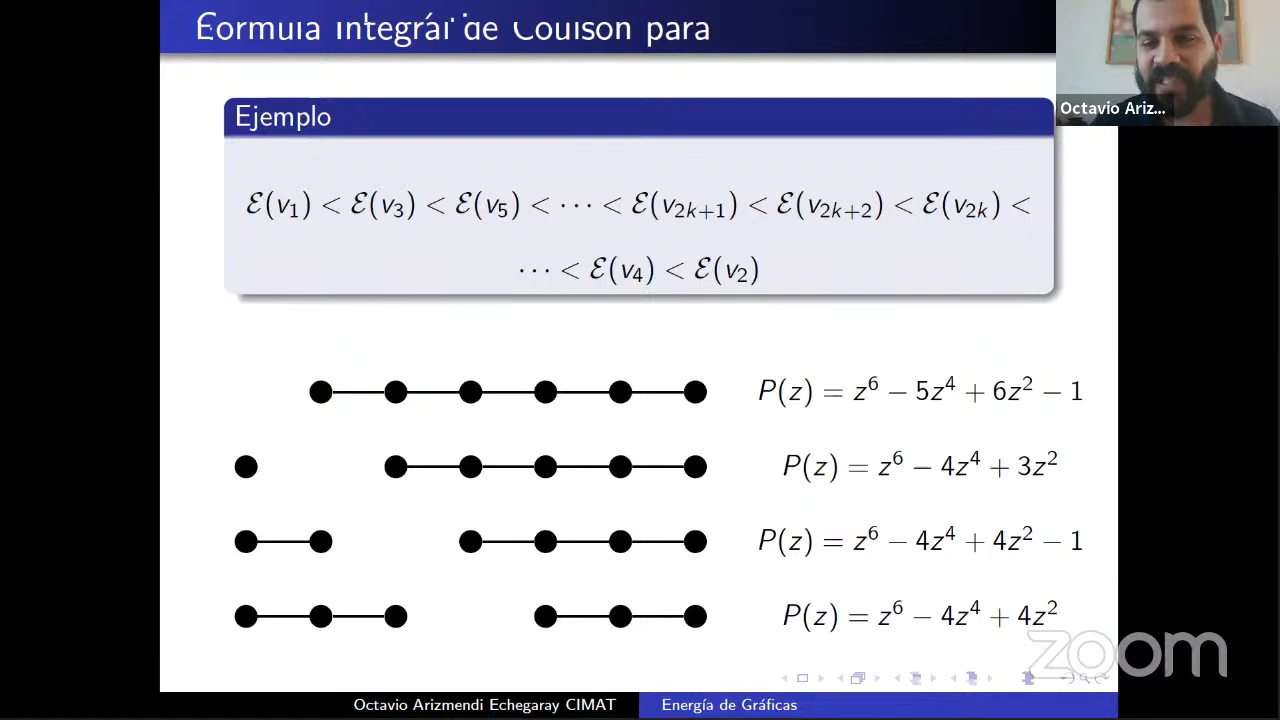 Fórmula Integral de Coulson para
Octavio Ariz...
Ejemplo
ℰ(v₁) < ℰ(v₃) < ℰ(v₅) < ⋯ < ℰ(v₂ₖ₊₁) < ℰ(v₂ₖ₊₂) < ℰ(v₂ₖ) <
⋯ < ℰ(v₄) < ℰ(v₂)
P(z) = z⁶ − 5z⁴ + 6z² − 1
P(z) = z⁶ − 4z⁴ + 3z²
P(z) = z⁶ − 4z⁴ + 4z² − 1
P(z) = z⁶ − 4z⁴ + 4z²
zoom
Octavio Arizmendi Echegaray CIMAT
Energía de Gráficas